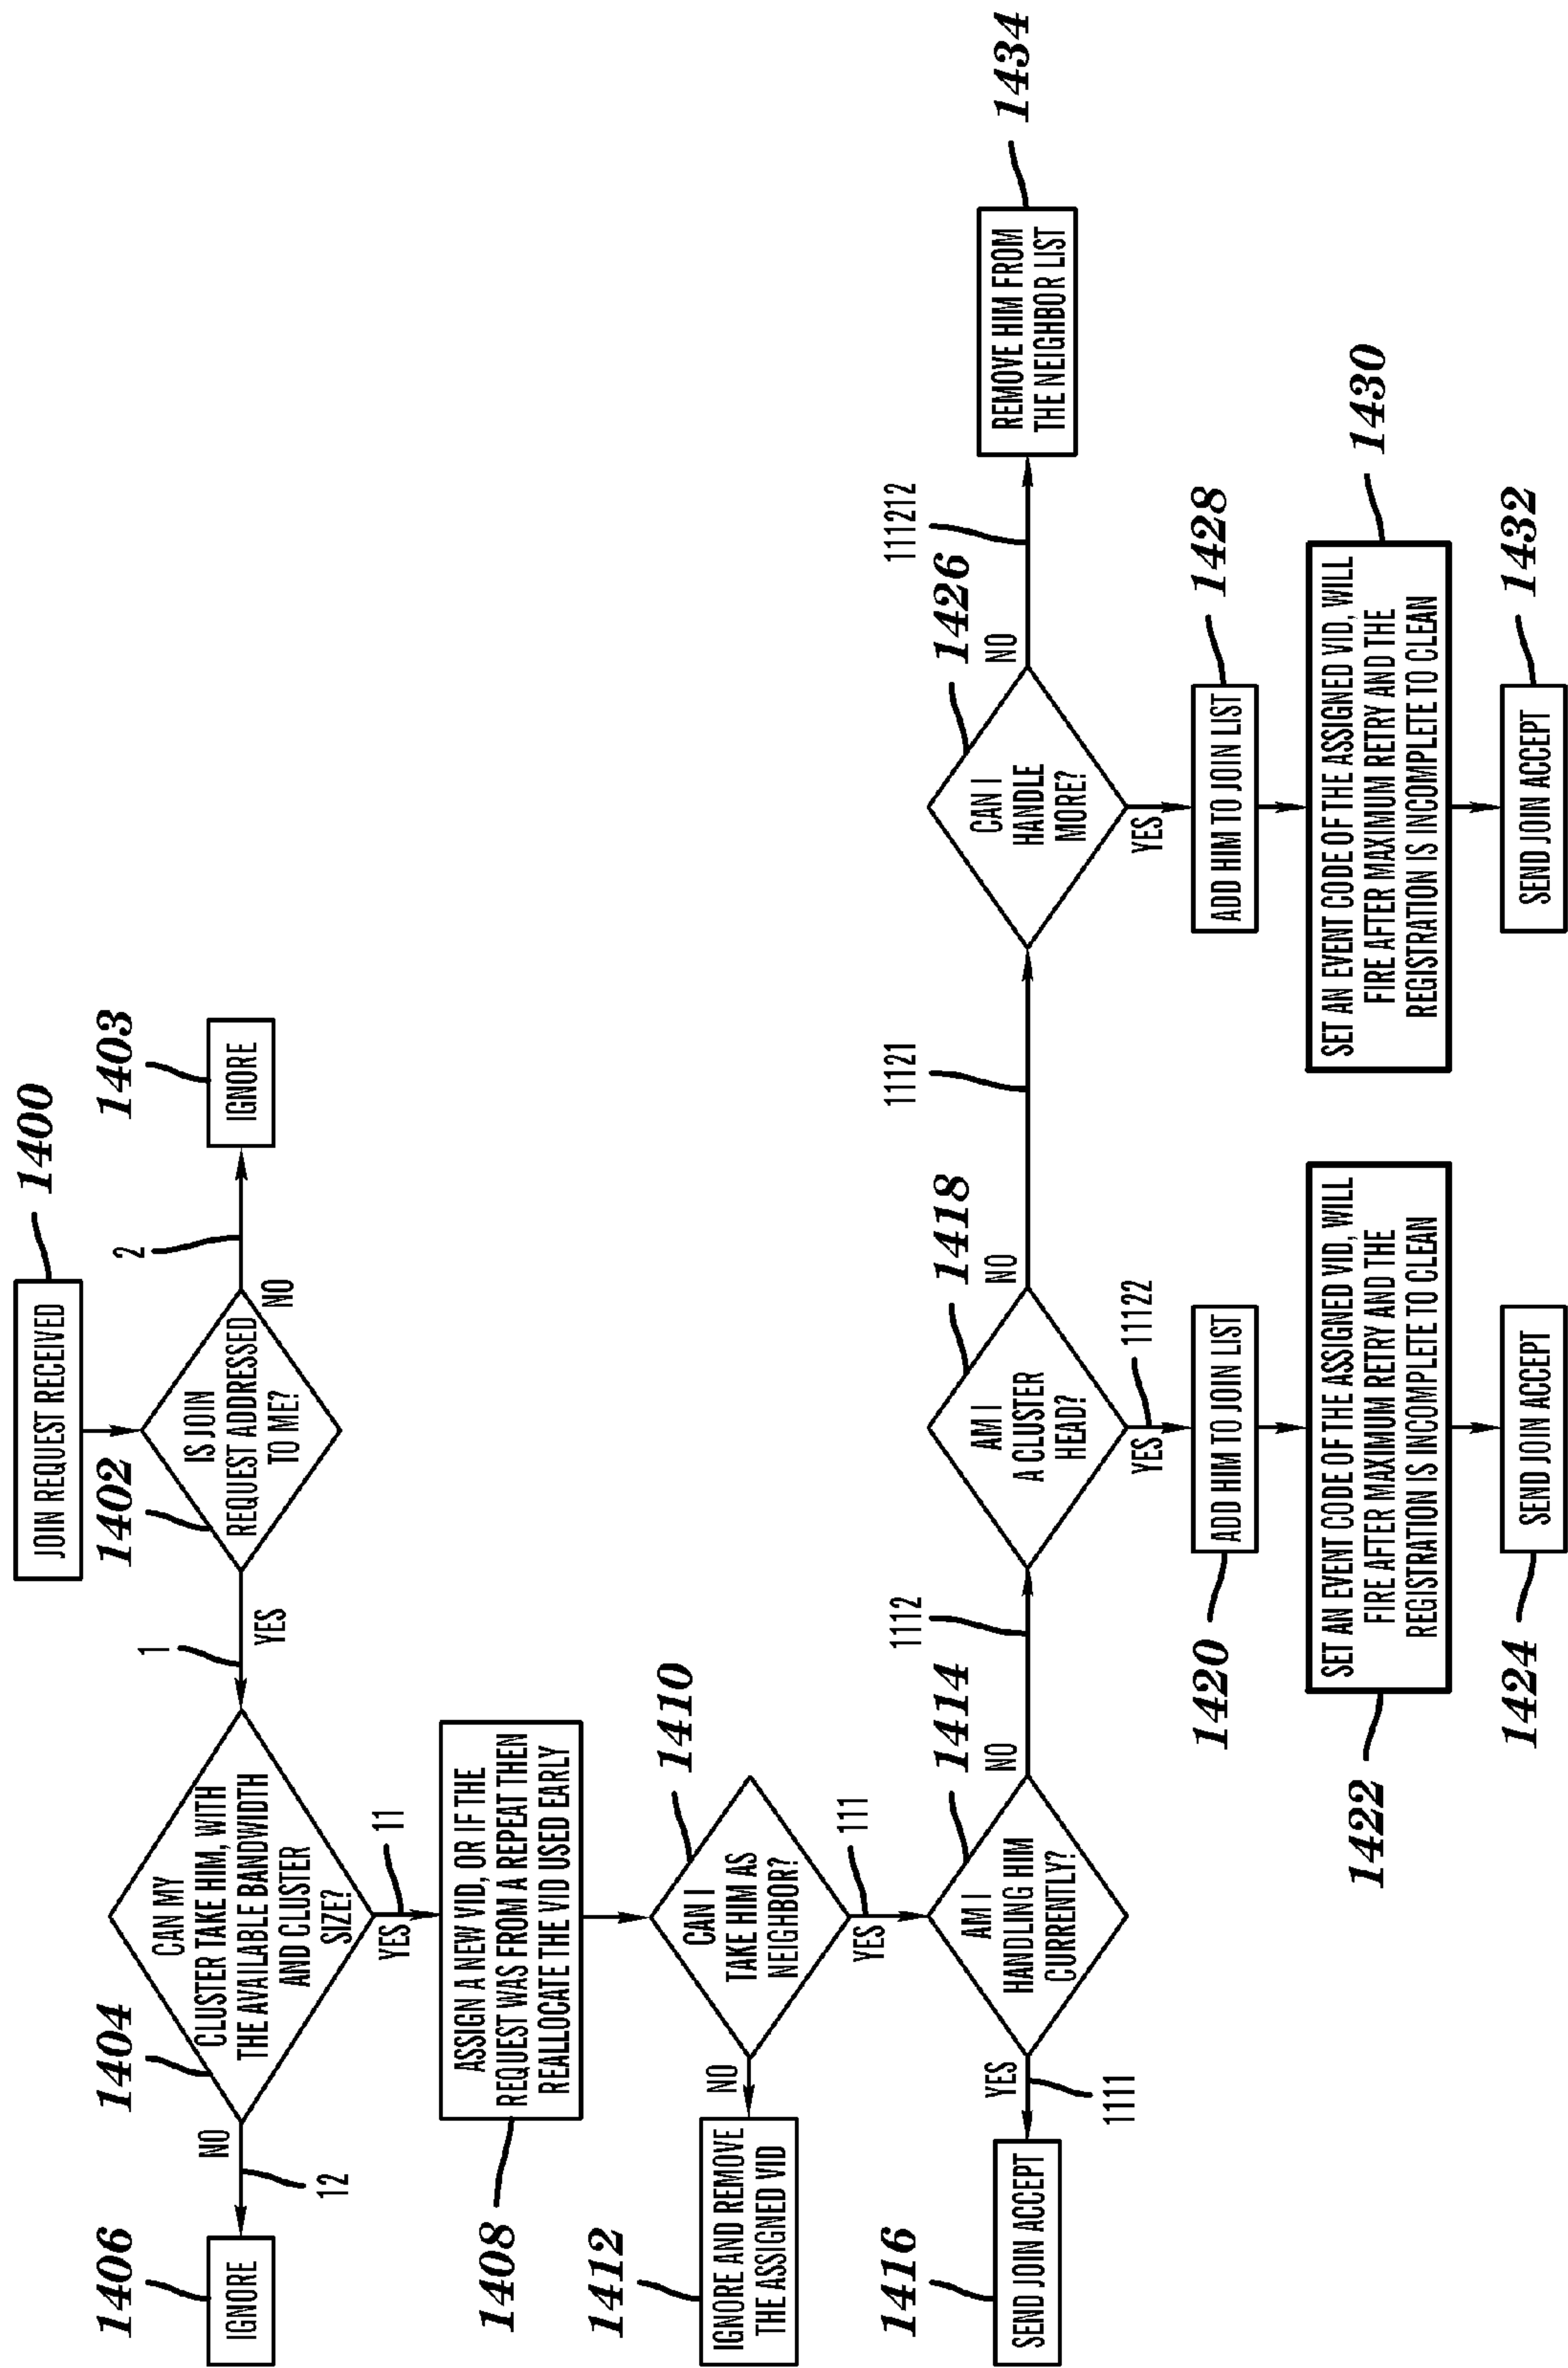 1400
JOIN REQUEST RECEIVED
1402
IS JOIN
REQUEST ADDRESSED
TO ME?
NO
2
1403
IGNORE
YES
1
1404
CAN MY
CLUSTER TAKE HIM, WITH
THE AVAILABLE BANDWIDTH
AND CLUSTER
SIZE?
NO
12
1406
IGNORE
YES
11
1408
ASSIGN A NEW VID, OR IF THE
REQUEST WAS FROM A REPEAT THEN
REALLOCATE THE VID USED EARLY
1410
CAN I
TAKE HIM AS
NEIGHBOR?
NO
1412
IGNORE AND REMOVE
THE ASSIGNED VID
YES
111
1414
AM I
HANDLING HIM
CURRENTLY?
YES
1111
1416
SEND JOIN ACCEPT
NO
1112
1418
AM I
A CLUSTER
HEAD?
YES
11122
1420
ADD HIM TO JOIN LIST
1422
SET AN EVENT CODE OF THE ASSIGNED VID, WILL
FIRE AFTER MAXIMUM RETRY AND THE
REGISTRATION IS INCOMPLETE TO CLEAN
1424
SEND JOIN ACCEPT
NO
11121
1426
CAN I
HANDLE
MORE?
YES
1428
ADD HIM TO JOIN LIST
1430
SET AN EVENT CODE OF THE ASSIGNED VID, WILL
FIRE AFTER MAXIMUM RETRY AND THE
REGISTRATION IS INCOMPLETE TO CLEAN
1432
SEND JOIN ACCEPT
NO
111212
1434
REMOVE HIM FROM
THE NEIGHBOR LIST